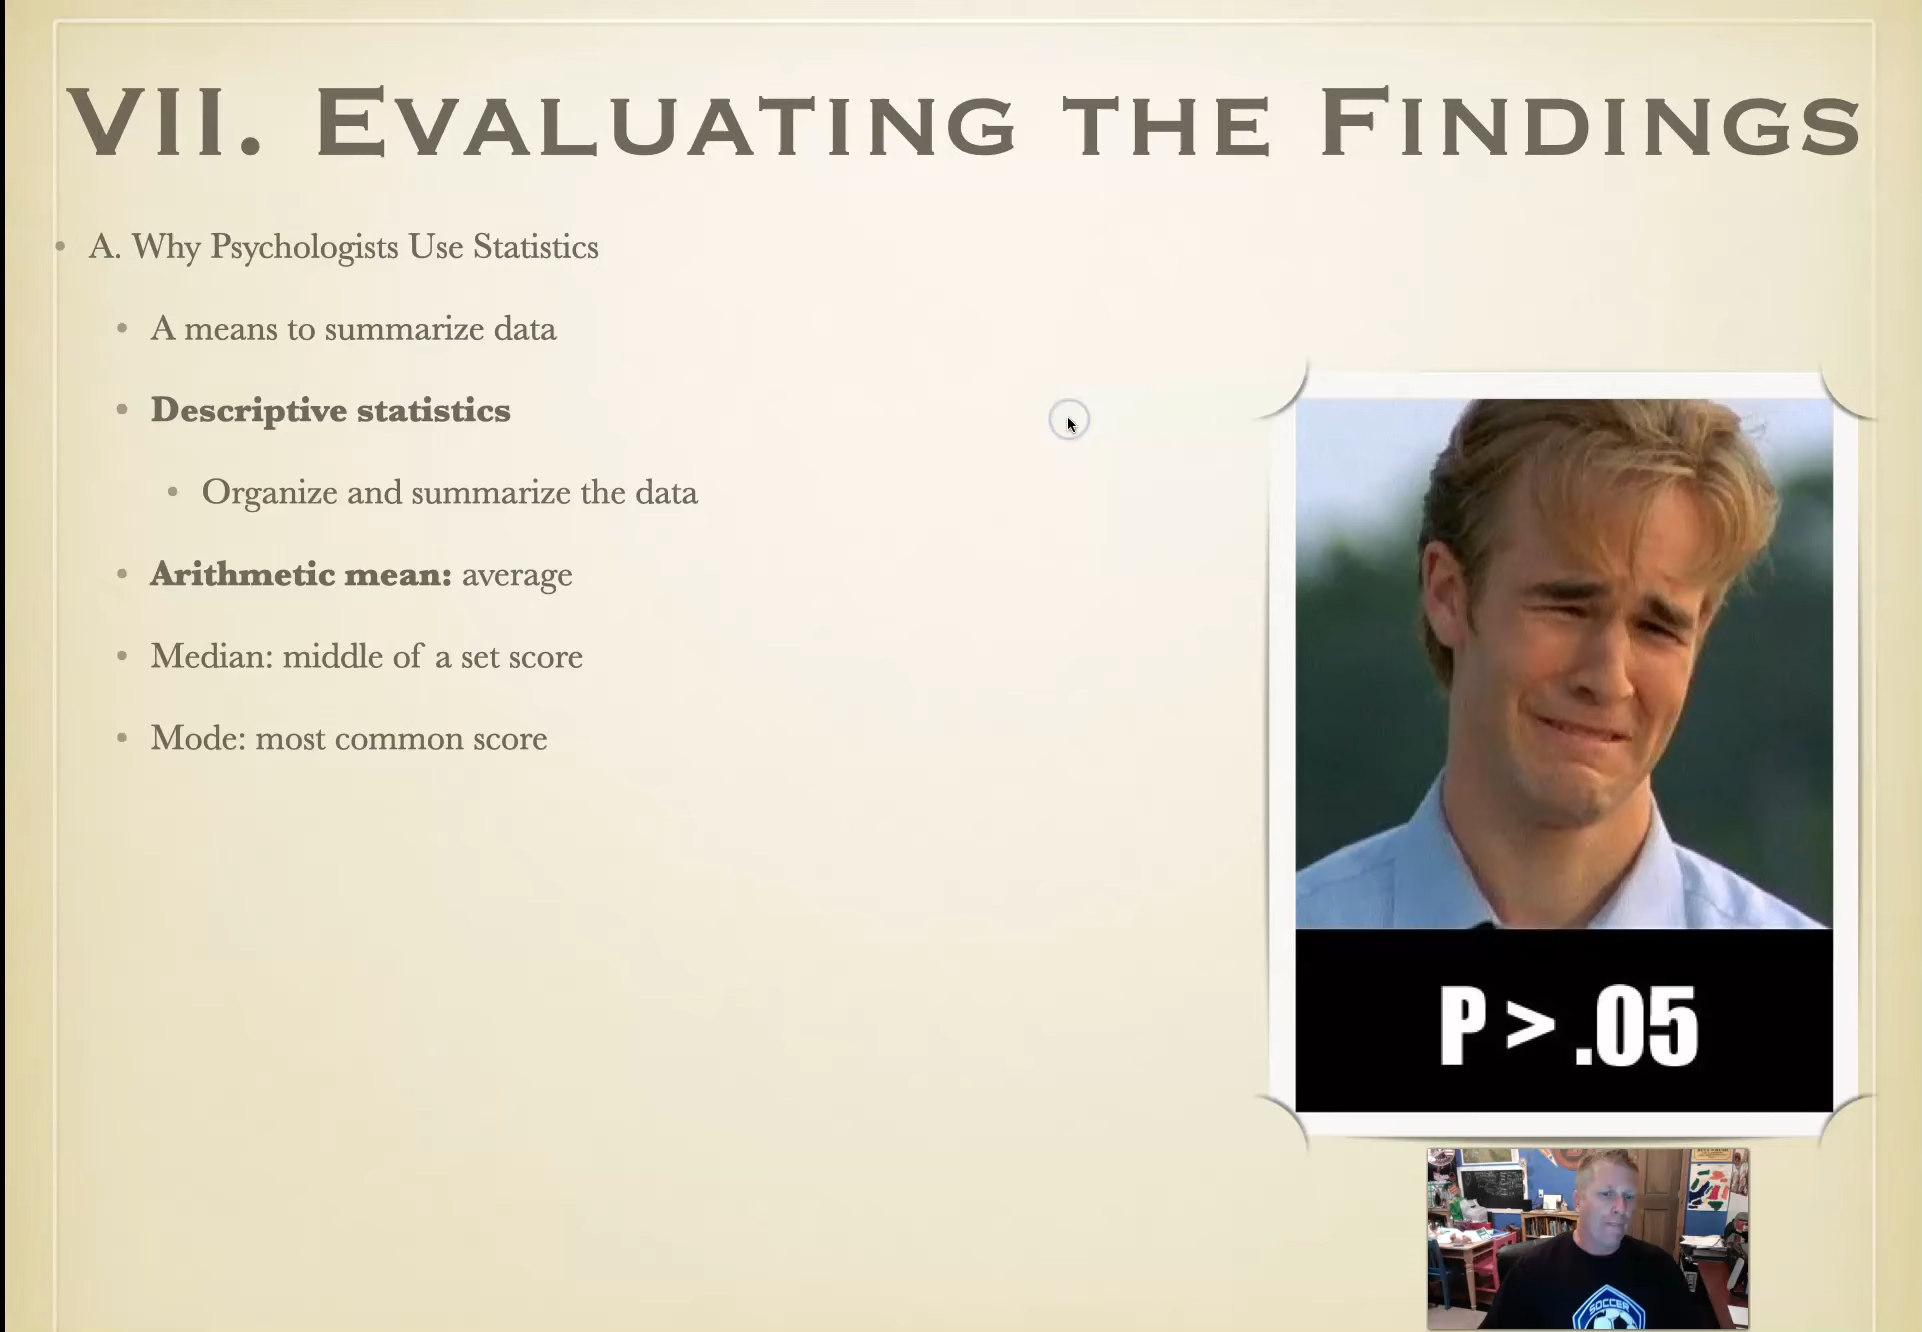 VII. Evaluating the Findings
A. Why Psychologists Use Statistics
A means to summarize data
Descriptive statistics
Organize and summarize the data
Arithmetic mean: average
Median: middle of a set score
Mode: most common score
P > .05
SOCCER